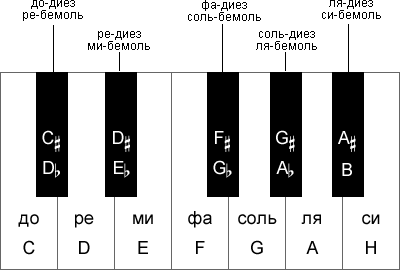 до-диез
ре-бемоль
ре-диез
ми-бемоль
фа-диез
соль-бемоль
соль-диез
ля-бемоль
ля-диез
си-бемоль
C♯ D♯ F♯ G♯ A♯
D♭ E♭ G♭ A♭ B
до ре ми фа соль ля си
C D E F G A H